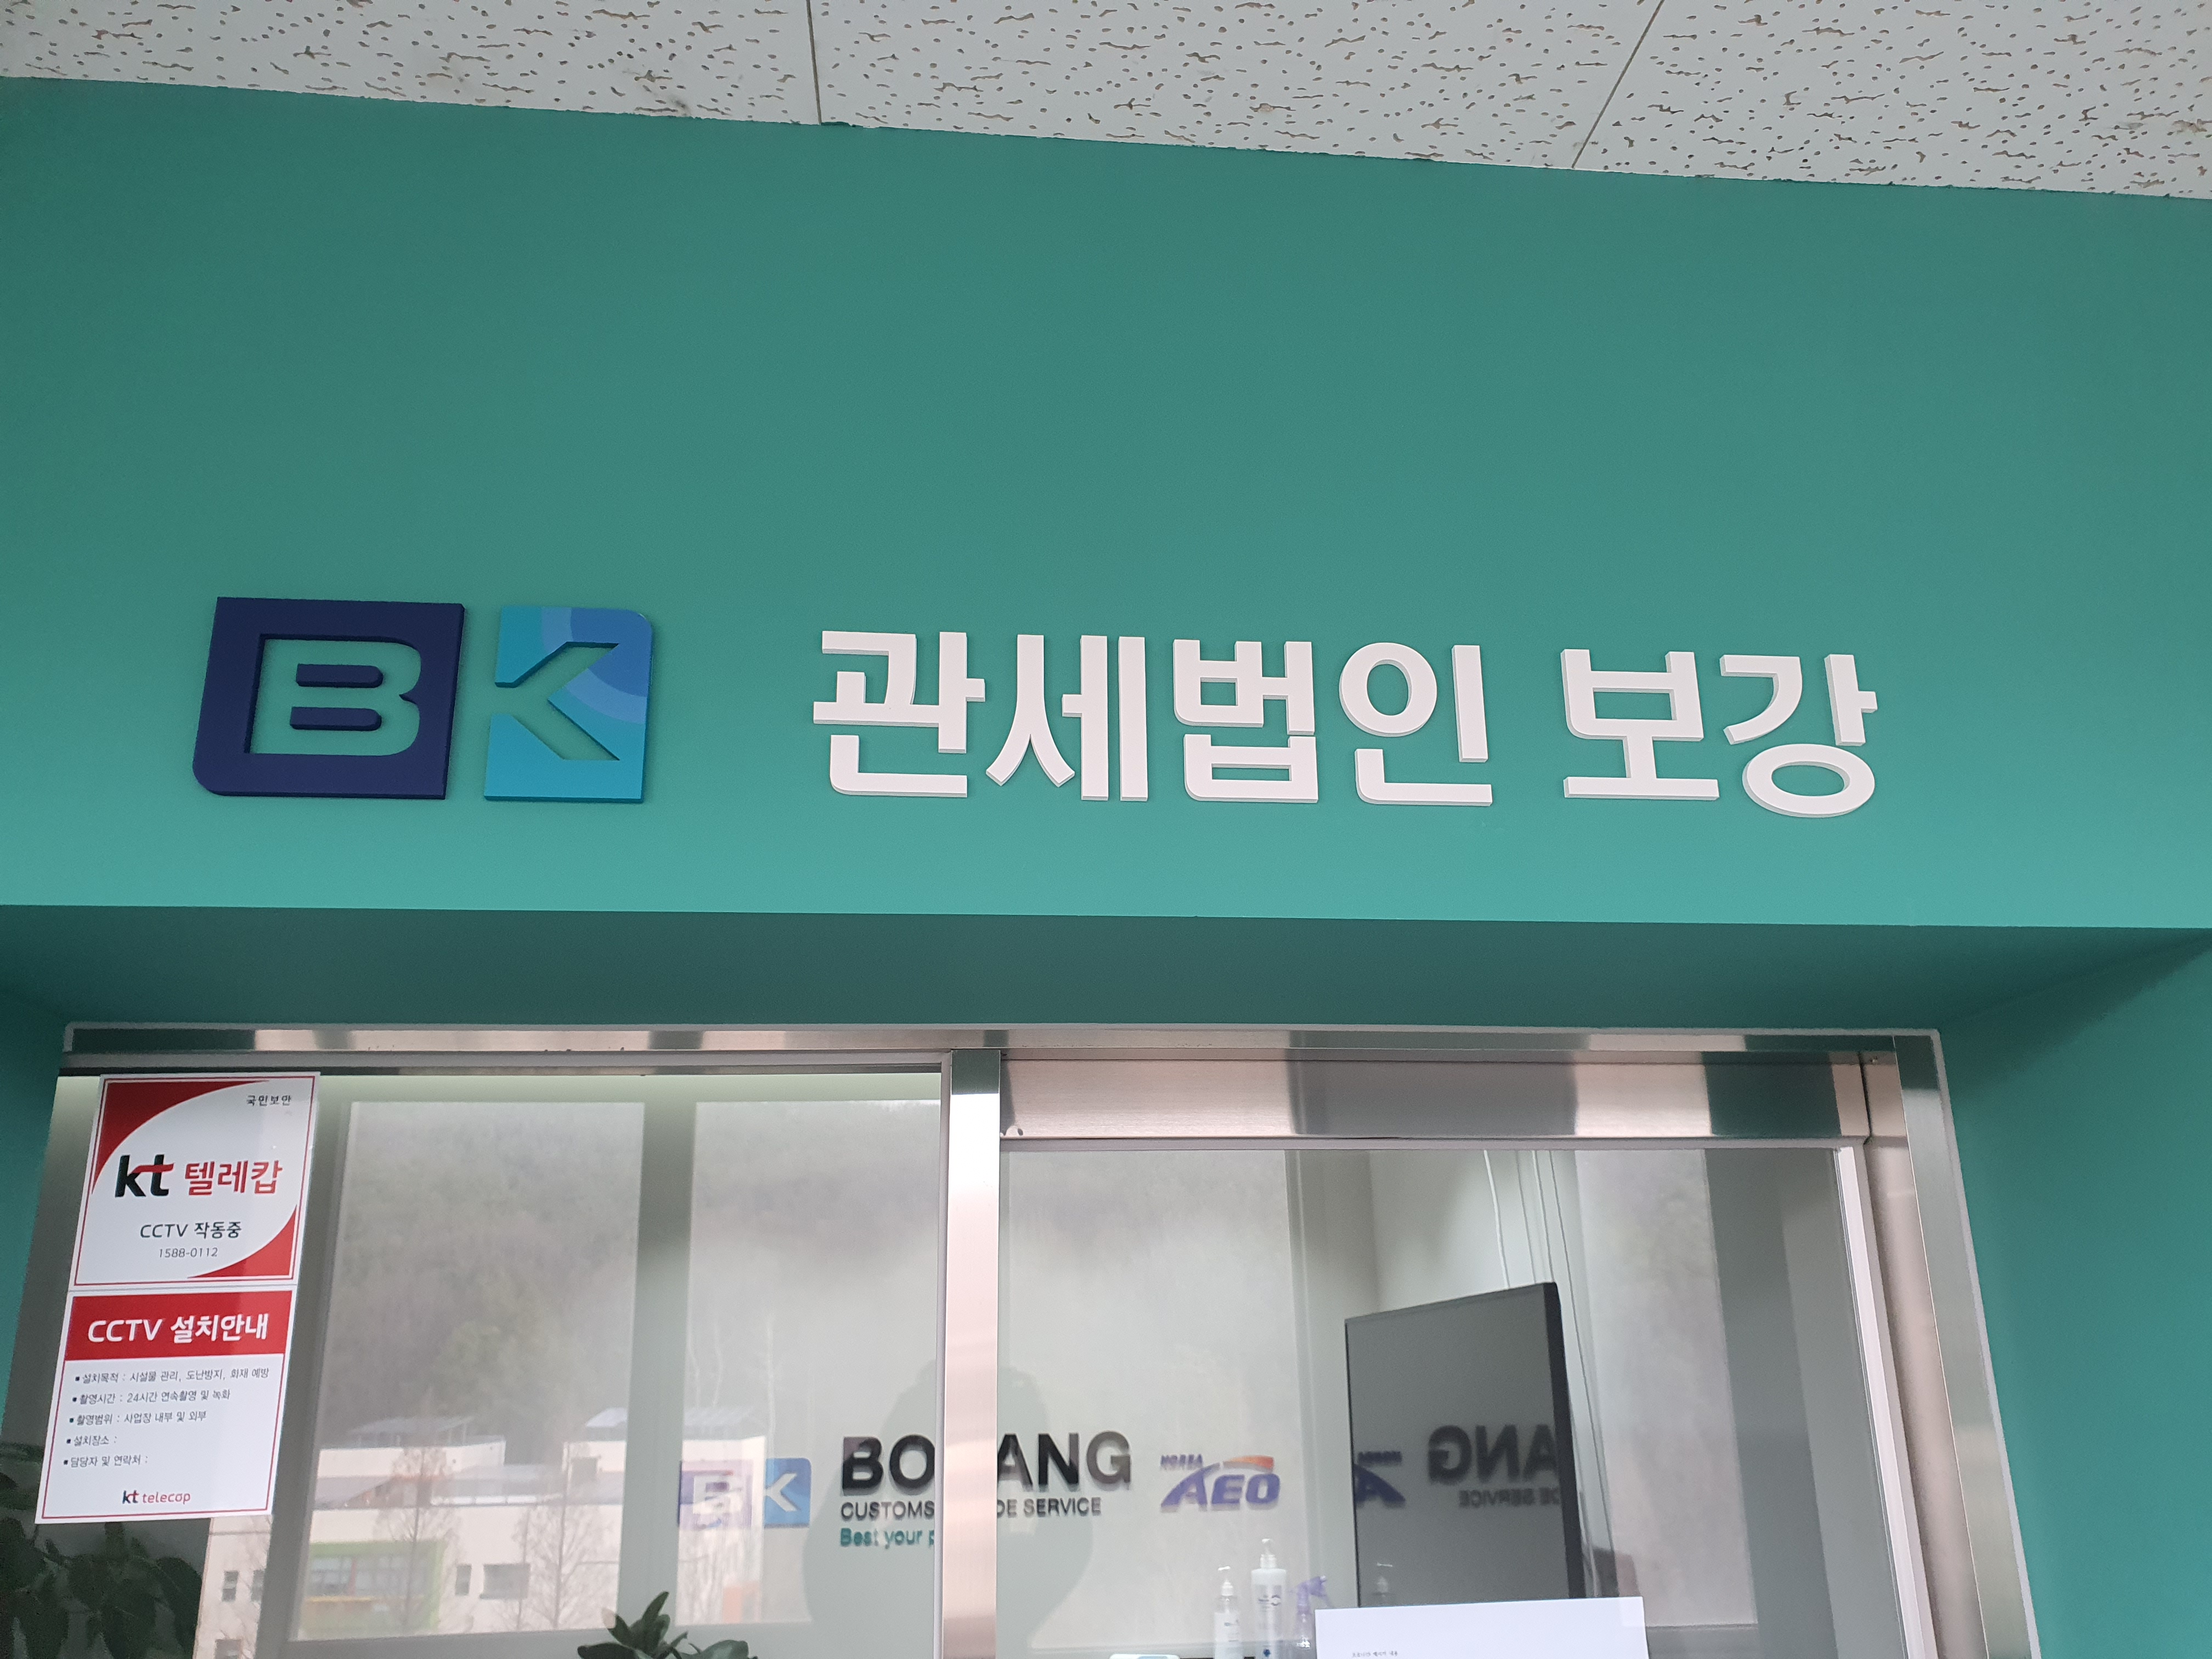 BK 관세법인 보강
국민보안
kt 텔레캅
CCTV 작동중
1588-0112
CCTV 설치안내
▪ 설치목적 : 시설물 관리, 도난방지, 화재 예방
▪ 촬영시간 : 24시간 연속촬영 및 녹화
▪ 촬영범위 : 사업장 내부 및 외부
▪ 설치장소 :
▪ 담당자 및 연락처 :
kt telecop
BK BO ANG KOREA AEO
CUSTOMS DE SERVICE
Best your p